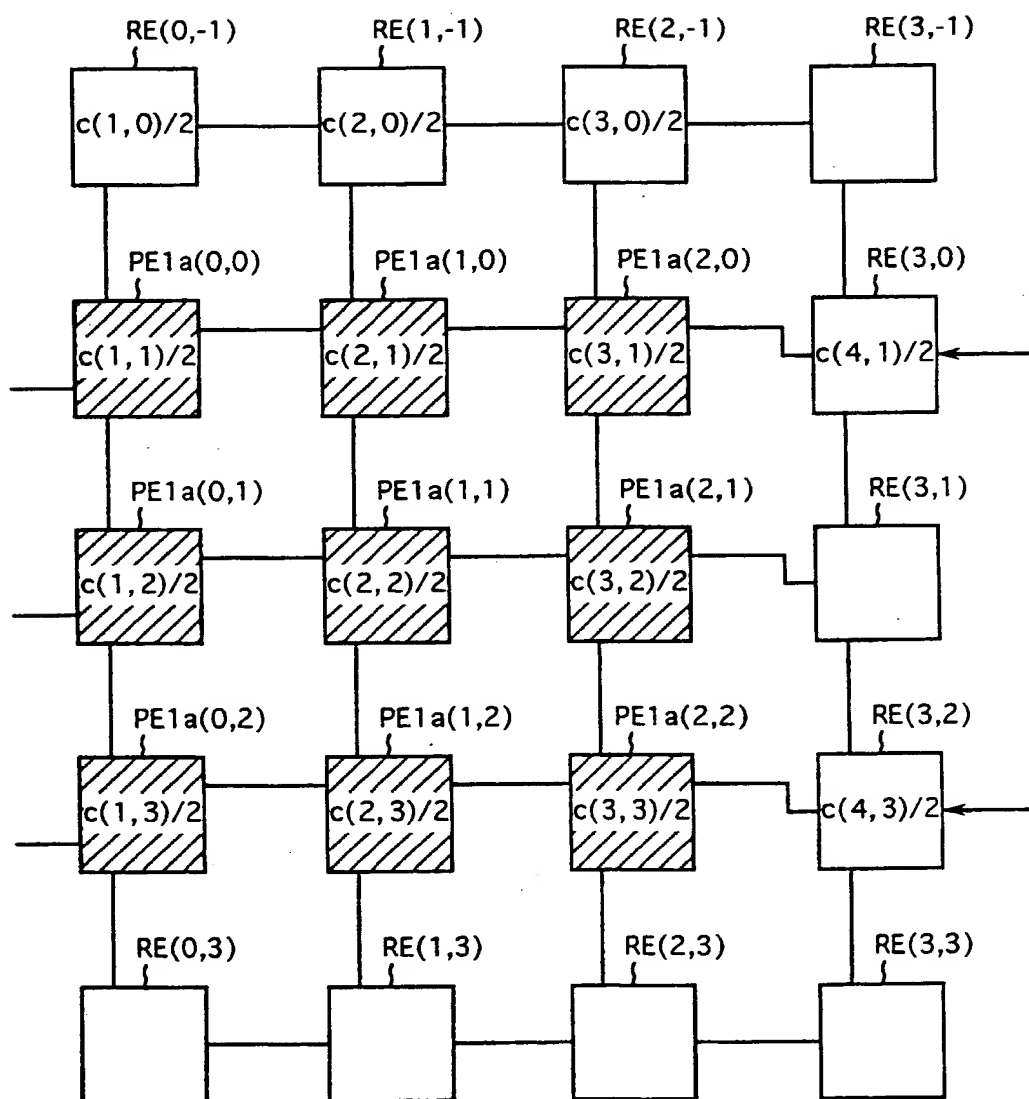 RE(0,-1) RE(1,-1) RE(2,-1) RE(3,-1)
c(1,0)/2 c(2,0)/2 c(3,0)/2
PE1a(0,0) PE1a(1,0) PE1a(2,0) RE(3,0)
c(1,1)/2 c(2,1)/2 c(3,1)/2 c(4,1)/2
PE1a(0,1) PE1a(1,1) PE1a(2,1) RE(3,1)
c(1,2)/2 c(2,2)/2 c(3,2)/2
PE1a(0,2) PE1a(1,2) PE1a(2,2) RE(3,2)
c(1,3)/2 c(2,3)/2 c(3,3)/2 c(4,3)/2
RE(0,3) RE(1,3) RE(2,3) RE(3,3)